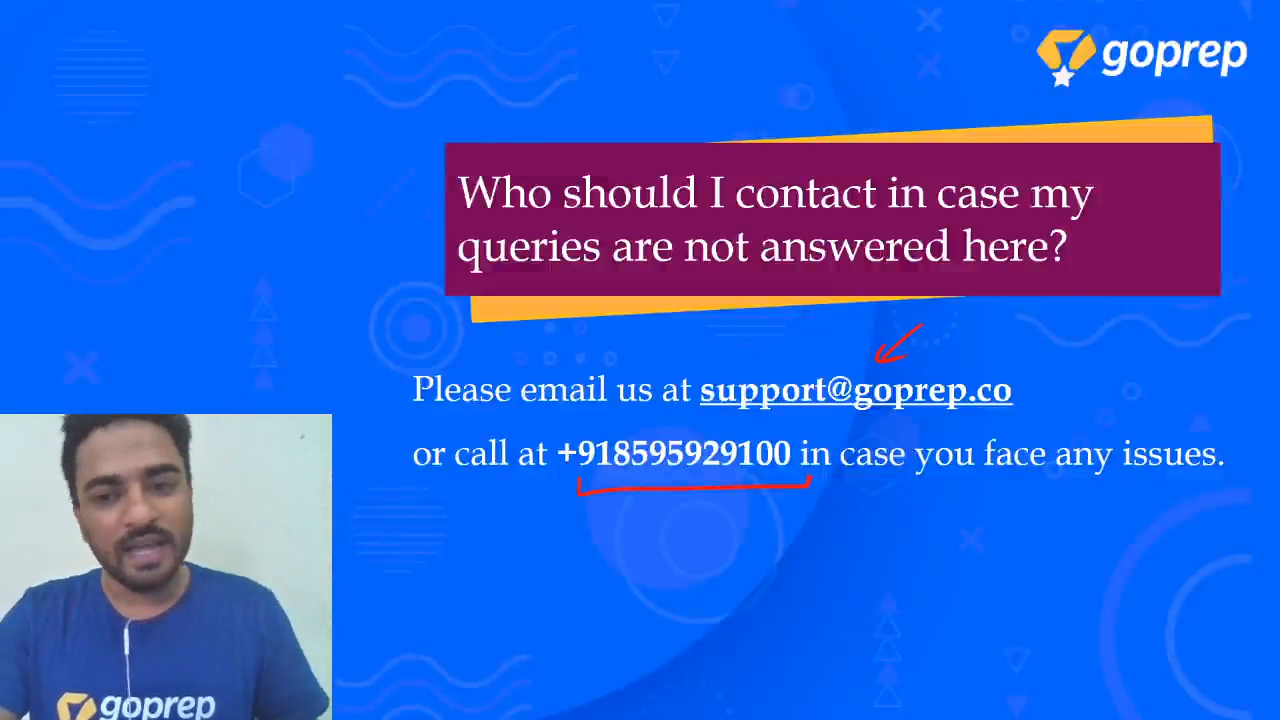 goprep
Who should I contact in case my
queries are not answered here?
Please email us at support@goprep.co
or call at +918595929100 in case you face any issues.
goprep